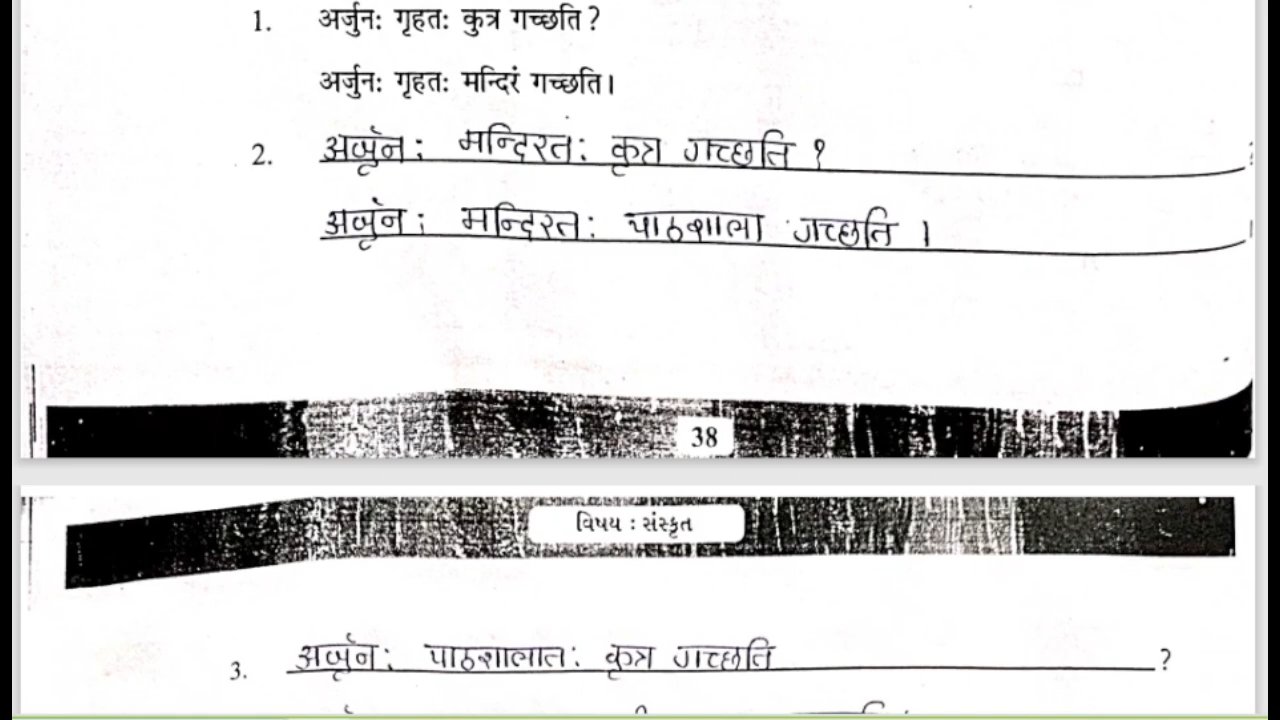 1. अर्जुनः गृहतः कुत्र गच्छति?
अर्जुनः गृहतः मन्दिरं गच्छति।
2. अर्जुनः मन्दिरतः कुत्र गच्छति ?
अर्जुनः मन्दिरतः पाठशाला गच्छति ।
38
વિષય : સંસ્કૃત
3. अर्जुनः पाठशालातः कुत्र गच्छति ?